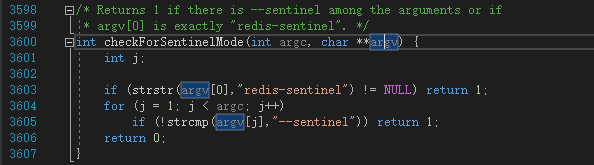 3598 /* Returns 1 if there is --sentinel among the arguments or if
3599  * argv[0] is exactly "redis-sentinel". */
3600 int checkForSentinelMode(int argc, char **argv) {
3601     int j;
3602
3603     if (strstr(argv[0],"redis-sentinel") != NULL) return 1;
3604     for (j = 1; j < argc; j++)
3605         if (!strcmp(argv[j],"--sentinel")) return 1;
3606     return 0;
3607 }